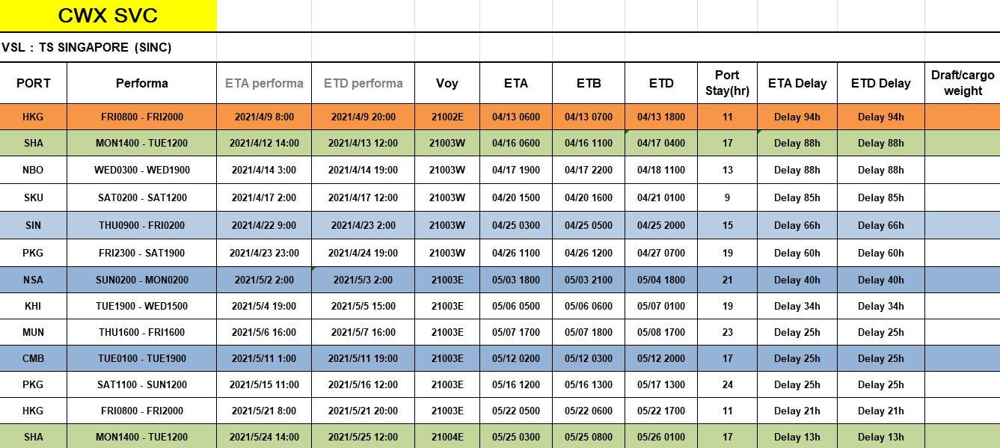 CWX SVC
VSL : TS SINGAPORE (SINC)
PORT Performa ETA performa ETD performa Voy ETA ETB ETD Port Stay(hr) ETA Delay ETD Delay Draft/cargo weight
HKG FRI0800 - FRI2000 2021/4/9 8:00 2021/4/9 20:00 21002E 04/13 0600 04/13 0700 04/13 1800 11 Delay 94h Delay 94h
SHA MON1400 - TUE1200 2021/4/12 14:00 2021/4/13 12:00 21003W 04/16 0600 04/16 1100 04/17 0400 17 Delay 88h Delay 88h
NBO WED0300 - WED1900 2021/4/14 3:00 2021/4/14 19:00 21003W 04/17 1900 04/17 2200 04/18 1100 13 Delay 88h Delay 88h
SKU SAT0200 - SAT1200 2021/4/17 2:00 2021/4/17 12:00 21003W 04/20 1500 04/20 1600 04/21 0100 9 Delay 85h Delay 85h
SIN THU0900 - FRI0200 2021/4/22 9:00 2021/4/23 2:00 21003W 04/25 0300 04/25 0500 04/25 2000 15 Delay 66h Delay 66h
PKG FRI2300 - SAT1900 2021/4/23 23:00 2021/4/24 19:00 21003W 04/26 1100 04/26 1200 04/27 0700 19 Delay 60h Delay 60h
NSA SUN0200 - MON0200 2021/5/2 2:00 2021/5/3 2:00 21003E 05/03 1800 05/03 2100 05/04 1800 21 Delay 40h Delay 40h
KHI TUE1900 - WED1500 2021/5/4 19:00 2021/5/5 15:00 21003E 05/06 0500 05/06 0600 05/07 0100 19 Delay 34h Delay 34h
MUN THU1600 - FRI1600 2021/5/6 16:00 2021/5/7 16:00 21003E 05/07 1700 05/07 1800 05/08 1700 23 Delay 25h Delay 25h
CMB TUE0100 - TUE1900 2021/5/11 1:00 2021/5/11 19:00 21003E 05/12 0200 05/12 0300 05/12 2000 17 Delay 25h Delay 25h
PKG SAT1100 - SUN1200 2021/5/15 11:00 2021/5/16 12:00 21003E 05/16 1200 05/16 1300 05/17 1300 24 Delay 25h Delay 25h
HKG FRI0800 - FRI2000 2021/5/21 8:00 2021/5/21 20:00 21003E 05/22 0500 05/22 0600 05/22 1700 11 Delay 21h Delay 21h
SHA MON1400 - TUE1200 2021/5/24 14:00 2021/5/25 12:00 21004E 05/25 0300 05/25 0800 05/26 0100 17 Delay 13h Delay 13h